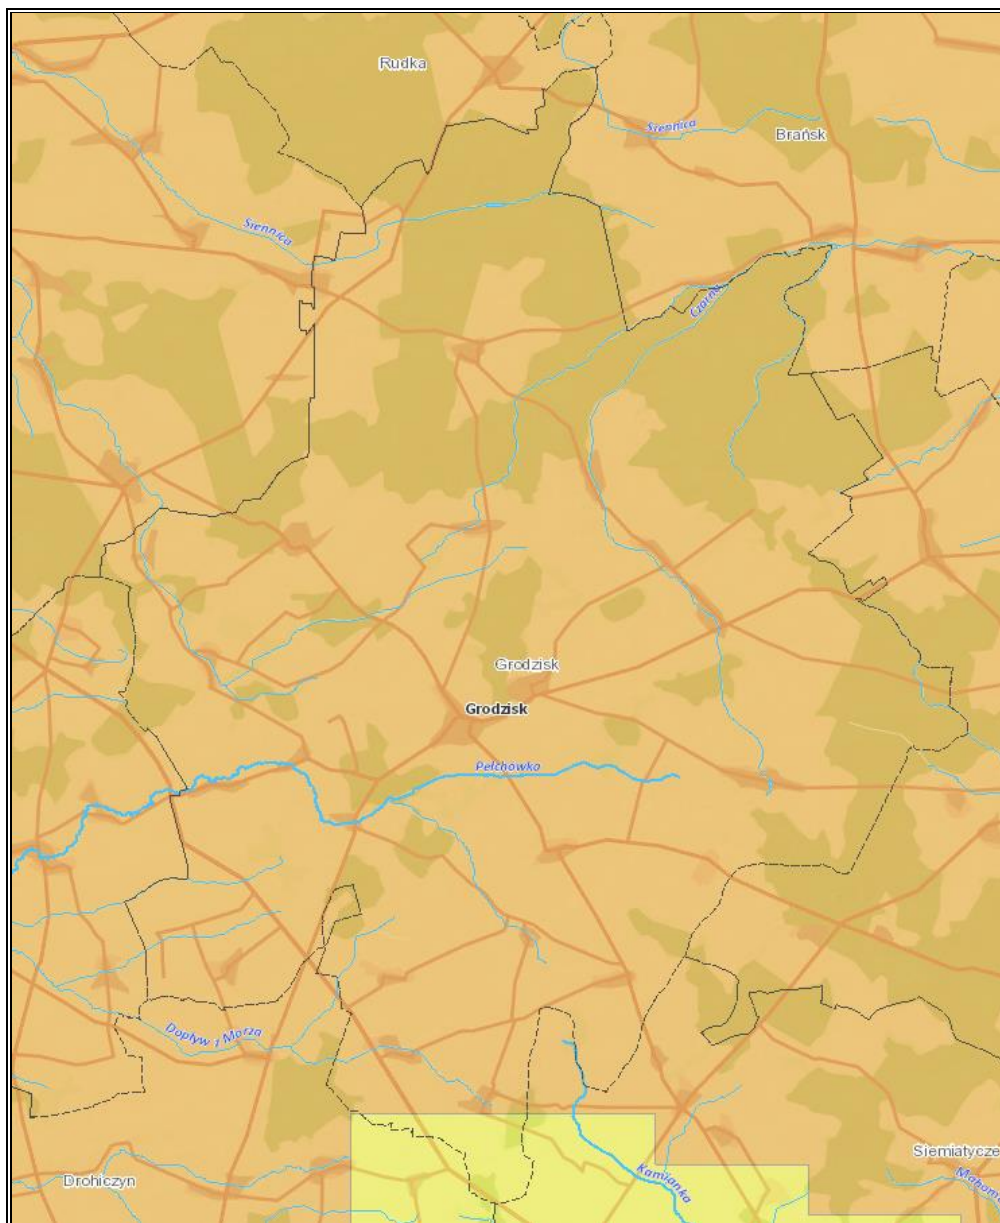 Rudka
Siennica
Brańsk
Siennica
Czarna
Grodzisk
Grodzisk
Pełchówka
Dopływ z Morza
Siemiatycze
Kamianka
Drohiczyn